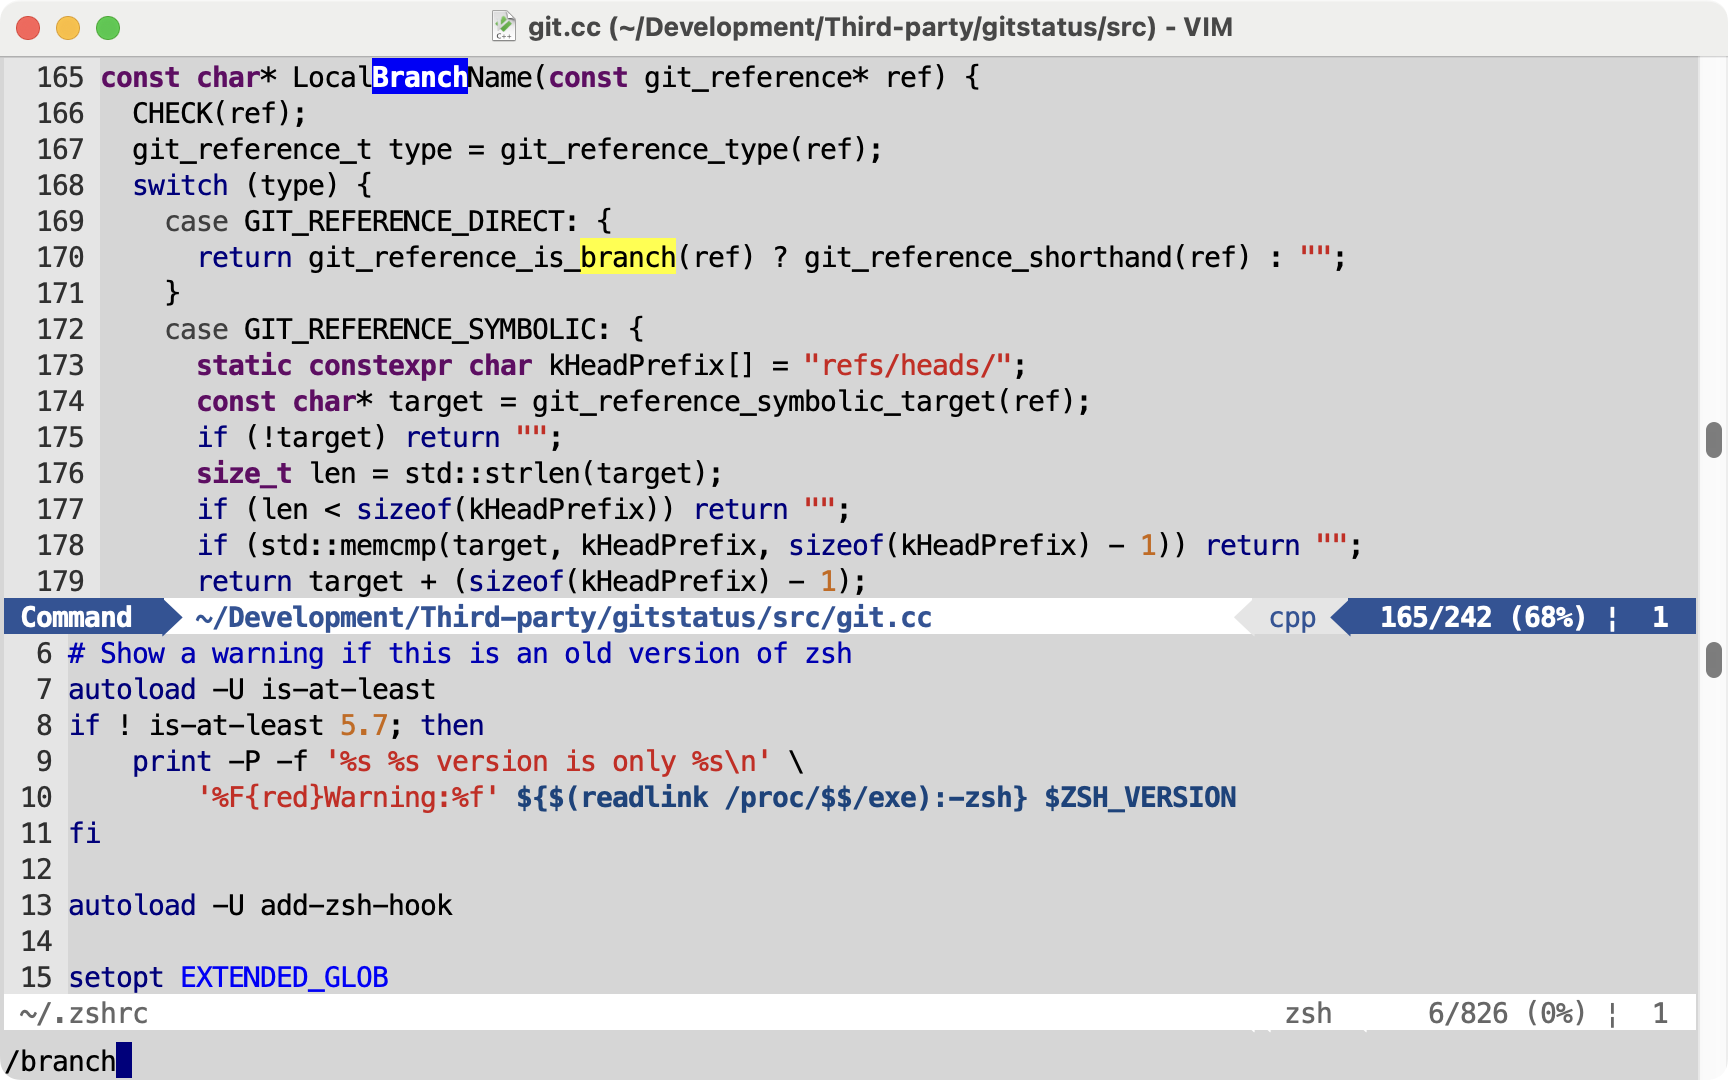 git.cc (~/Development/Third-party/gitstatus/src) - VIM
165 const char* LocalBranchName(const git_reference* ref) {
166   CHECK(ref);
167   git_reference_t type = git_reference_type(ref);
168   switch (type) {
169     case GIT_REFERENCE_DIRECT: {
170       return git_reference_is_branch(ref) ? git_reference_shorthand(ref) : "";
171     }
172     case GIT_REFERENCE_SYMBOLIC: {
173       static constexpr char kHeadPrefix[] = "refs/heads/";
174       const char* target = git_reference_symbolic_target(ref);
175       if (!target) return "";
176       size_t len = std::strlen(target);
177       if (len < sizeof(kHeadPrefix)) return "";
178       if (std::memcmp(target, kHeadPrefix, sizeof(kHeadPrefix) - 1)) return "";
179       return target + (sizeof(kHeadPrefix) - 1);
Command ~/Development/Third-party/gitstatus/src/git.cc cpp 165/242 (68%) ¦ 1
6 # Show a warning if this is an old version of zsh
7 autoload -U is-at-least
8 if ! is-at-least 5.7; then
9     print -P -f '%s %s version is only %s\n' \
10         '%F{red}Warning:%f' ${$(readlink /proc/$$/exe):-zsh} $ZSH_VERSION
11 fi
12
13 autoload -U add-zsh-hook
14
15 setopt EXTENDED_GLOB
~/.zshrc zsh 6/826 (0%) ¦ 1
/branch